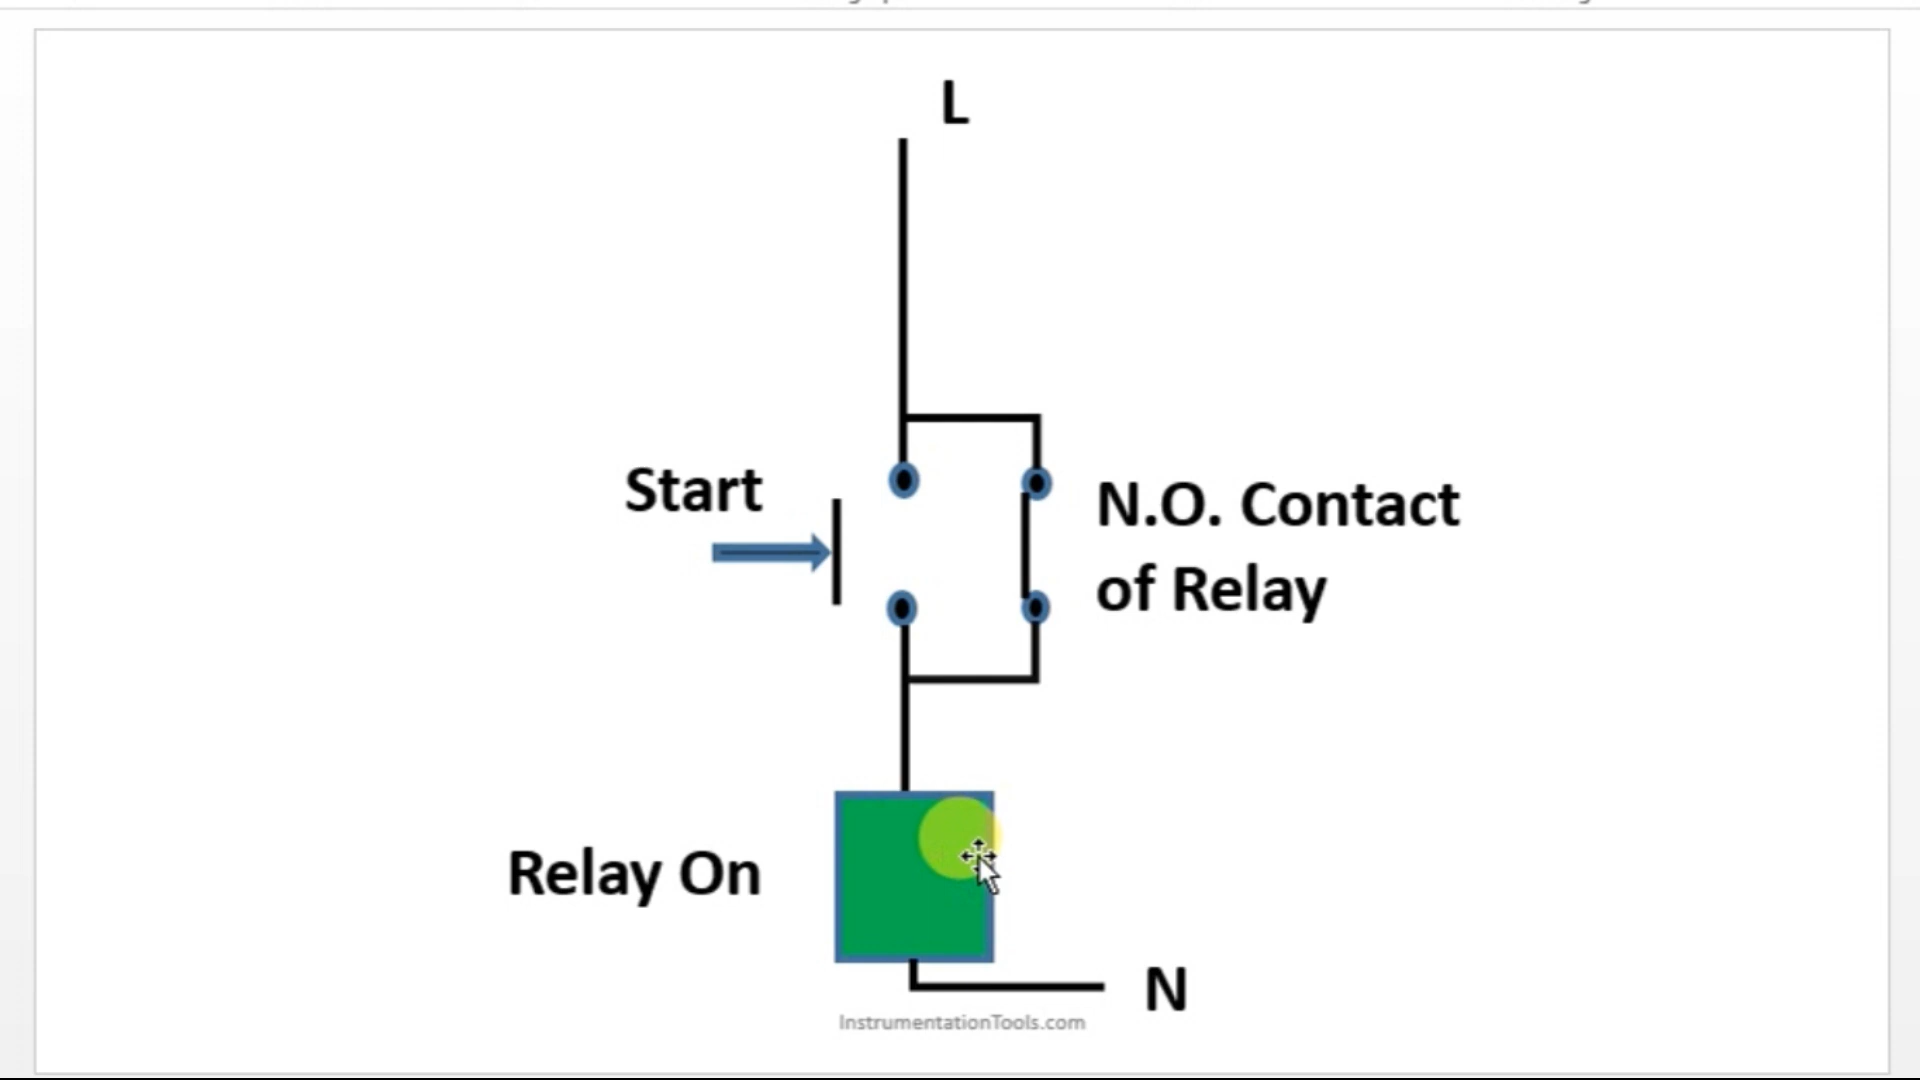 L
Start
N.O. Contact
of Relay
Relay On
N
InstrumentationTools.com